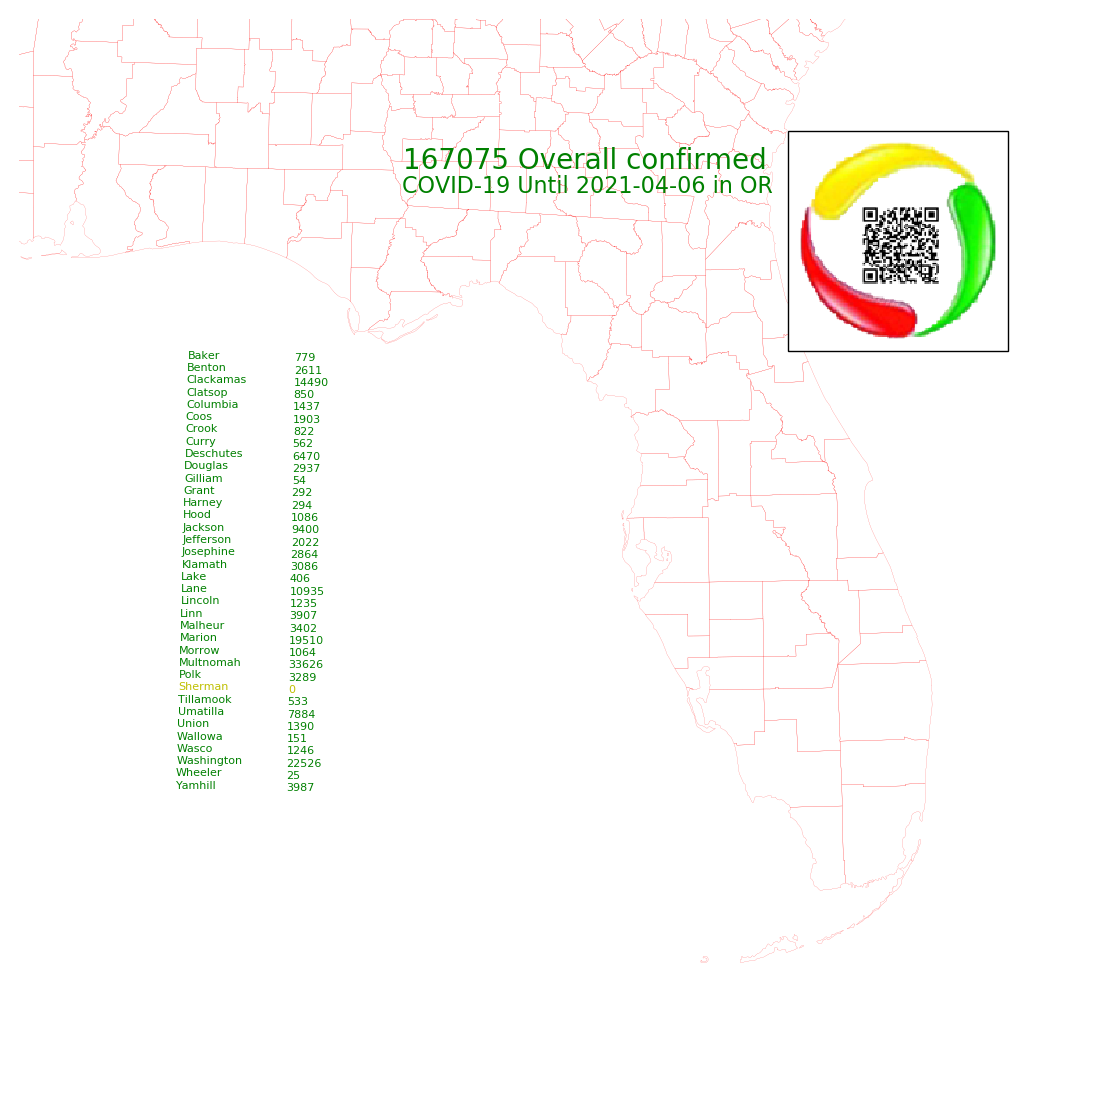 167075 Overall confirmed
COVID-19 Until 2021-04-06 in OR
Baker 779
Benton 2611
Clackamas 14490
Clatsop 850
Columbia 1437
Coos 1903
Crook 822
Curry 562
Deschutes 6470
Douglas 2937
Gilliam 54
Grant 292
Harney 294
Hood 1086
Jackson 9400
Jefferson 2022
Josephine 2864
Klamath 3086
Lake 406
Lane 10935
Lincoln 1235
Linn 3907
Malheur 3402
Marion 19510
Morrow 1064
Multnomah 33626
Polk 3289
Sherman 0
Tillamook 533
Umatilla 7884
Union 1390
Wallowa 151
Wasco 1246
Washington 22526
Wheeler 25
Yamhill 3987